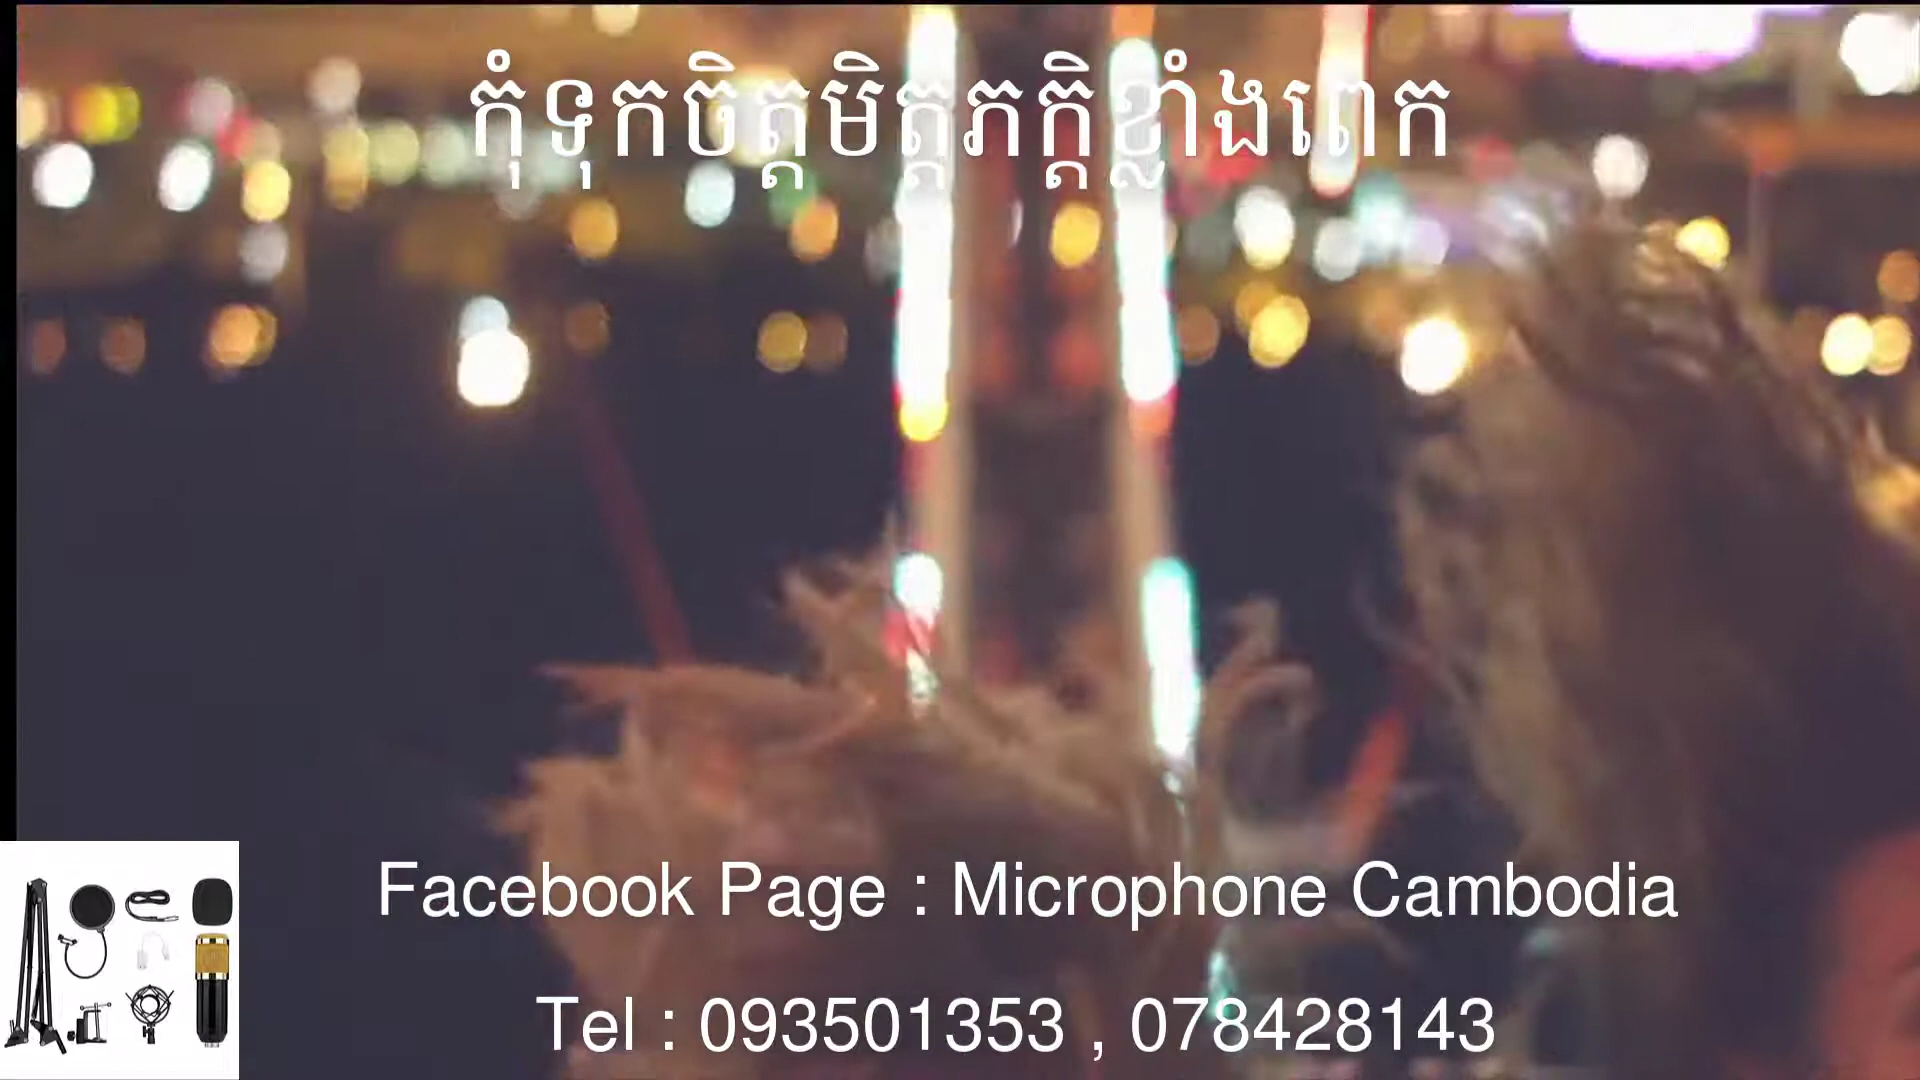 កុំទុកចិត្តមិត្តភក្តិខ្លាំងពេក
Facebook Page : Microphone Cambodia
Tel : 093501353 , 078428143